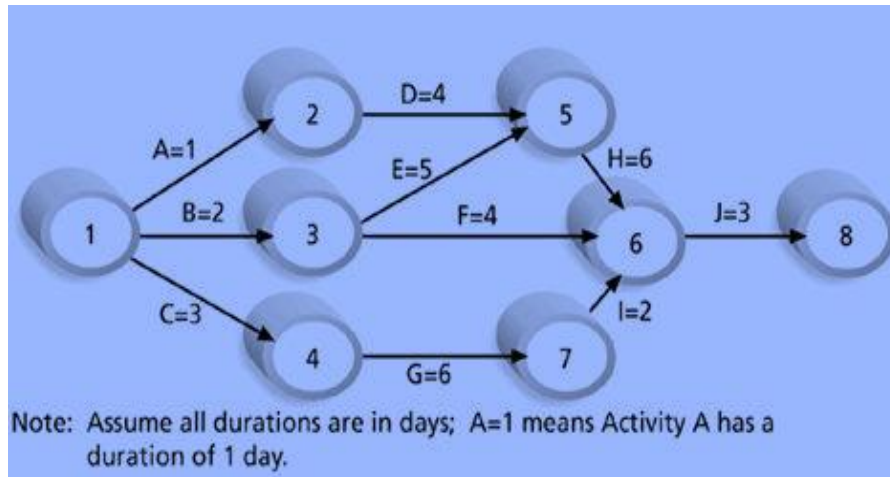 2
D=4
5
A=1
E=5
H=6
1
B=2
3
F=4
6
J=3
8
C=3
I=2
4
G=6
7
Note: Assume all durations are in days; A=1 means Activity A has a
duration of 1 day.